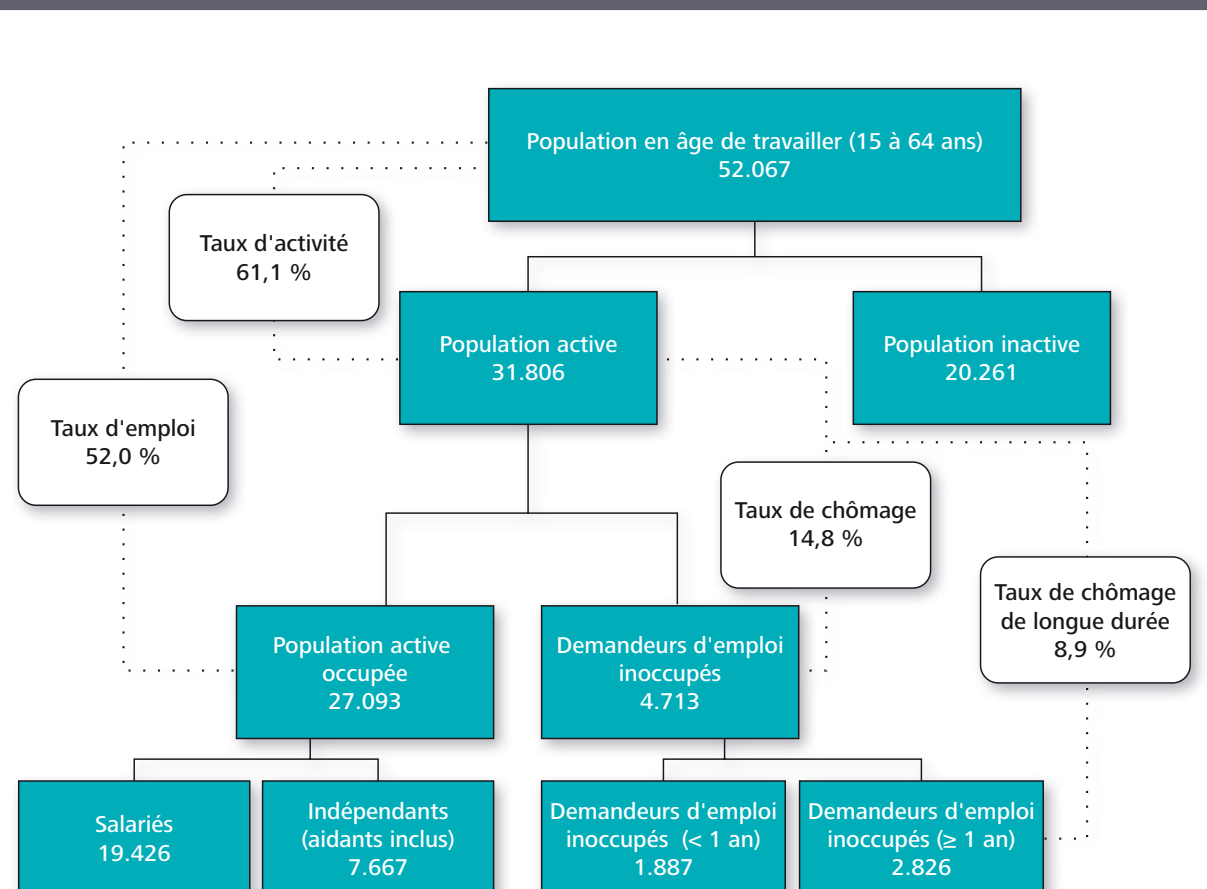 Population en âge de travailler (15 à 64 ans)
52.067
Taux d'activité
61,1 %
Population active
31.806
Population inactive
20.261
Taux d'emploi
52,0 %
Taux de chômage
14,8 %
Taux de chômage
de longue durée
8,9 %
Population active
occupée
27.093
Demandeurs d'emploi
inoccupés
4.713
Salariés
19.426
Indépendants
(aidants inclus)
7.667
Demandeurs d'emploi
inoccupés (< 1 an)
1.887
Demandeurs d'emploi
inoccupés (≥ 1 an)
2.826